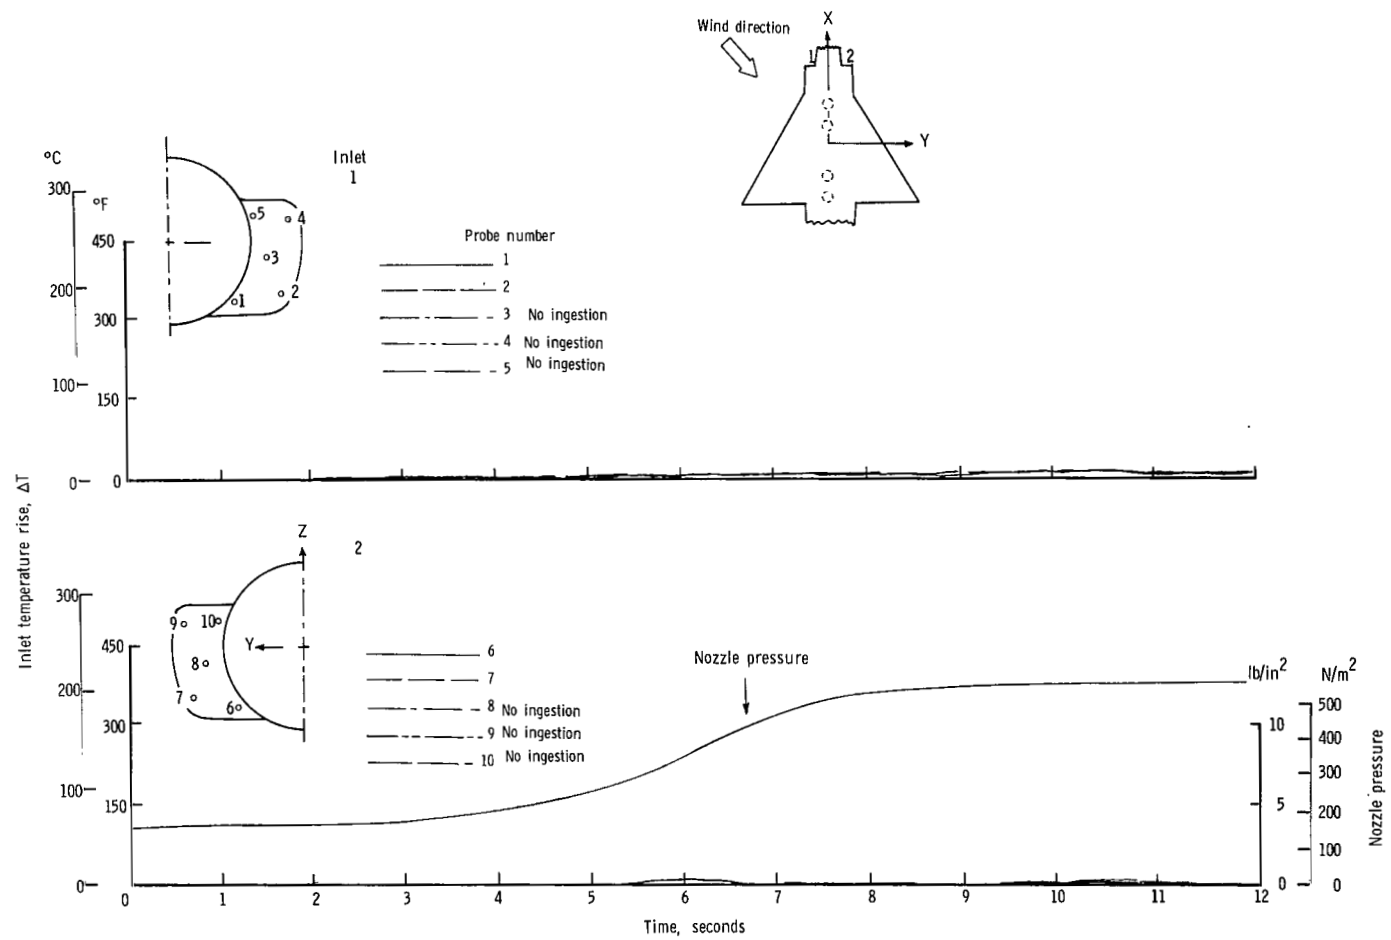 Wind direction
X
1 2
Y
°C
Inlet
1
300
°F
5 4
450
3
Probe number
1
200
1 2
2
300
3 No ingestion
4 No ingestion
100
5 No ingestion
150
0 0
Inlet temperature rise, ΔT
Z
2
300
9 10
450
Y
8
6
Nozzle pressure
lb/in2 N/m2
7
200
7
6
8 No ingestion
500
300
9 No ingestion
10 400
10 No ingestion
300
100
150
5 200
Nozzle pressure
100
0
0 0
0 1 2 3 4 5 6 7 8 9 10 11 12
Time, seconds